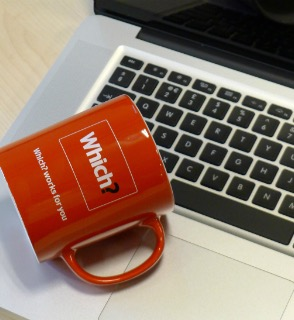 Which?
Which? works for you
Q W E R T Y
A S D F G H
Z X C V B N